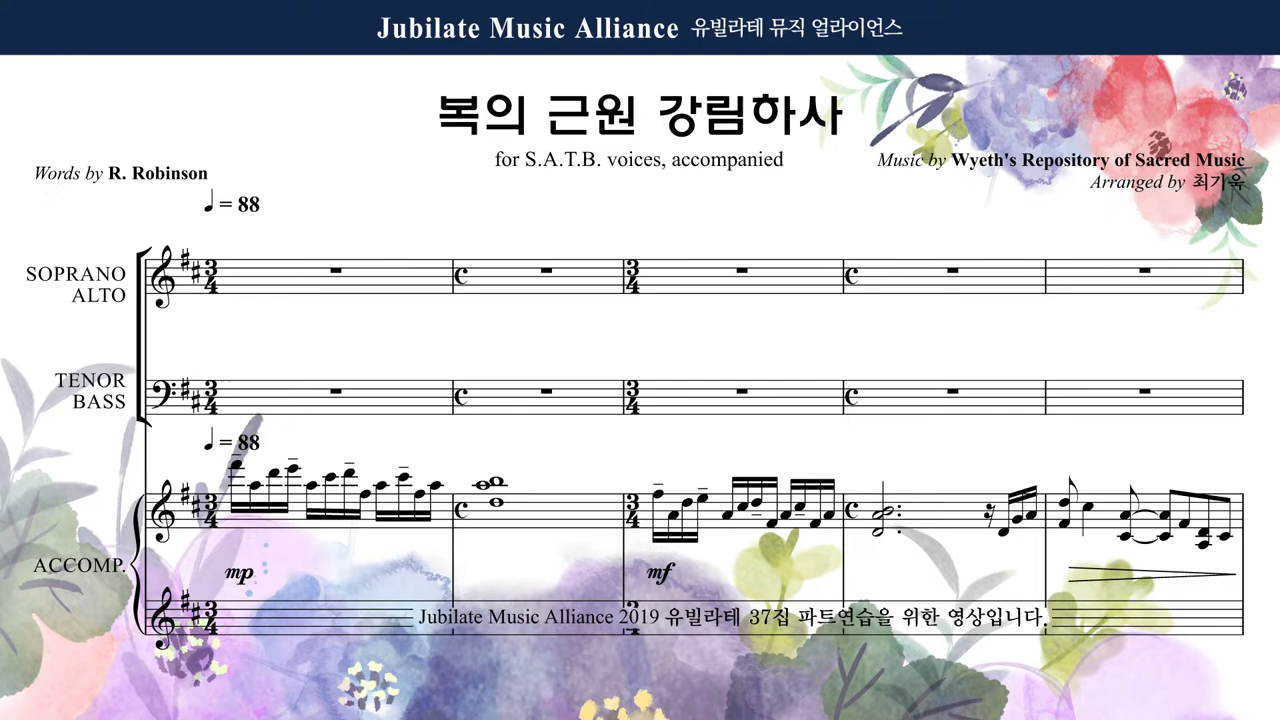 Jubilate Music Alliance 유빌라테 뮤직 얼라이언스
복의 근원 강림하사
for S.A.T.B. voices, accompanied
Words by R. Robinson
Music by Wyeth's Repository of Sacred Music
Arranged by 최기욱
♩ = 88
SOPRANO
ALTO
TENOR
BASS
♩ = 88
ACCOMP.
mp
mf
Jubilate Music Alliance 2019 유빌라테 37집 파트연습을 위한 영상입니다.